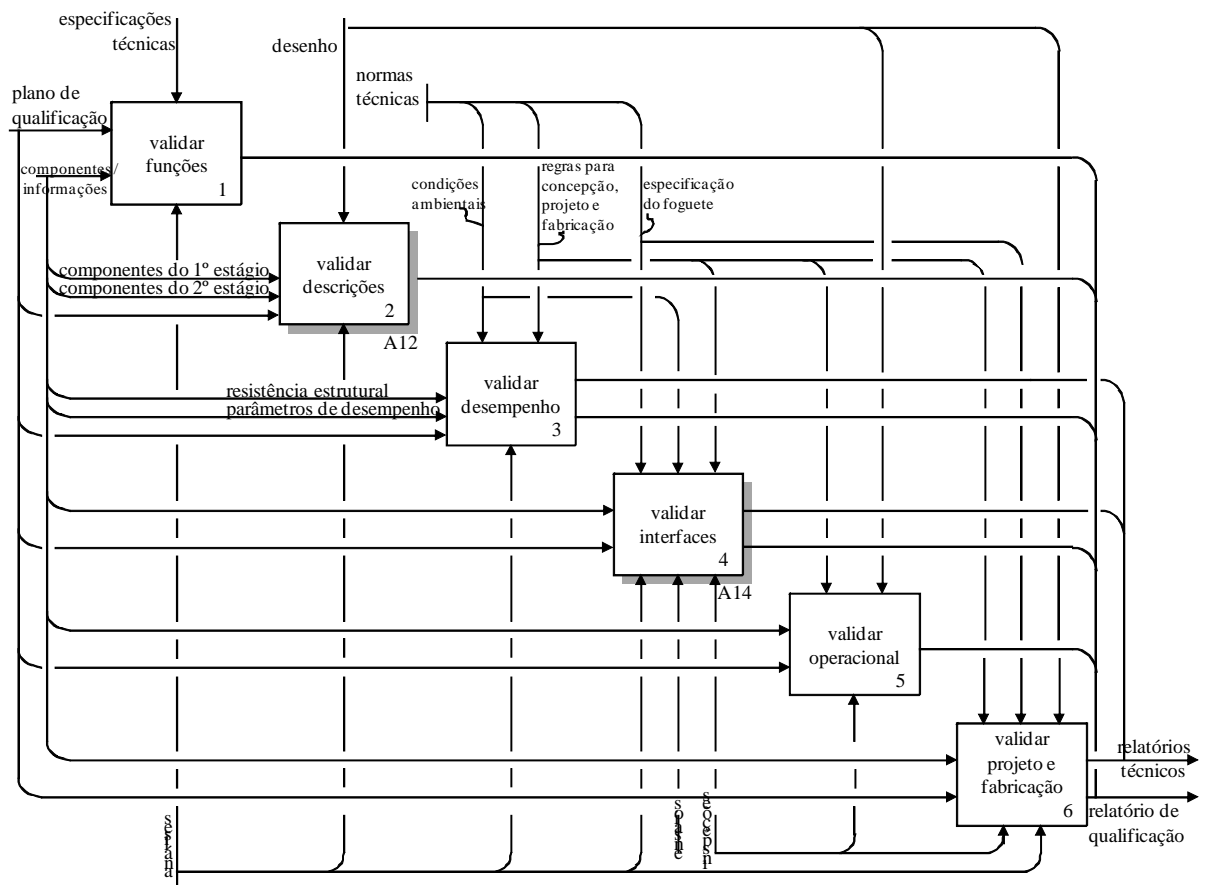 especificações
técnicas
desenho
normas
técnicas
plano de
qualificação
validar
funções
1
componentes/
informações
condições
ambientais
regras para
concepção,
projeto e
fabricação
especificação
do foguete
componentes do 1º estágio
componentes do 2º estágio
validar
descrições
2
A12
resistência estrutural
parâmetros de desempenho
validar
desempenho
3
validar
interfaces
4
A14
validar
operacional
5
validar
projeto e
fabricação
6
relatórios
técnicos
relatório de
qualificação
análises
ensaios
inspeções